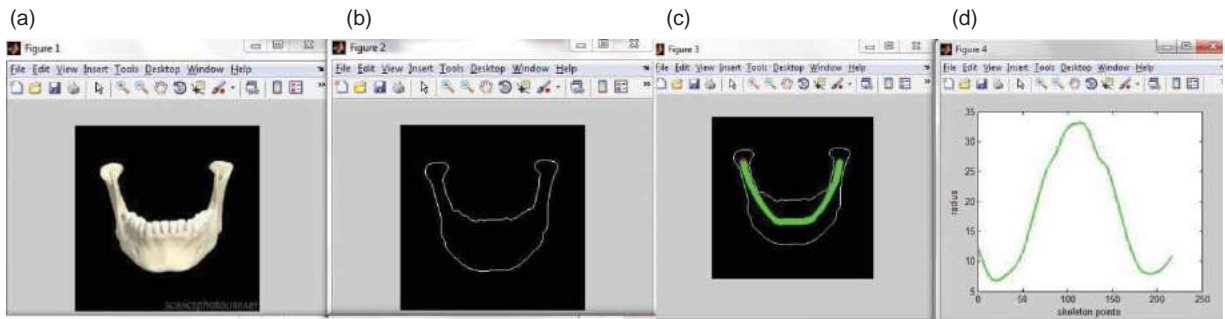 (a) (b) (c) (d)
Figure 1
File Edit View Insert Tools Desktop Window Help
SCIENCEPHOTOLIBRARY
Figure 2
File Edit View Insert Tools Desktop Window Help
Figure 3
File Edit View Insert Tools Desktop Window Help
Figure 4
File Edit View Insert Tools Desktop Window Help
35
30
25
20
15
10
5
radius
0 50 100 150 200 250
skeleton points